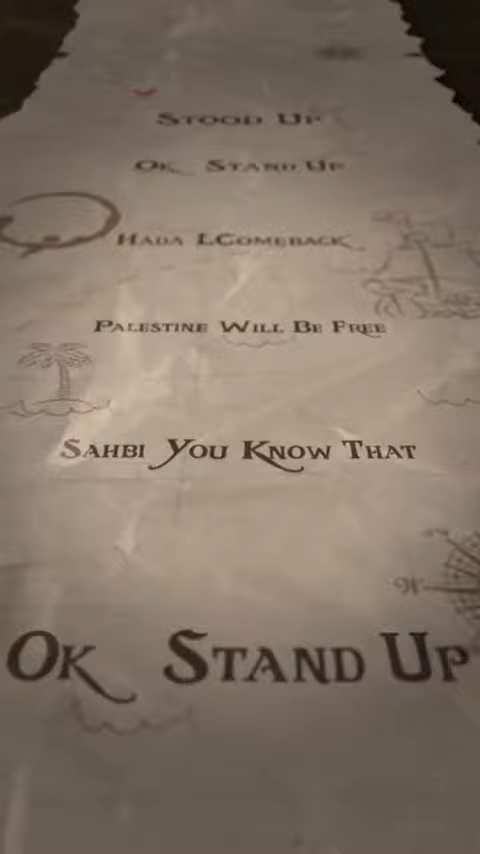 Stood Up
Ok Stand Up
Hada LComeback
Palestine Will Be Free
Sahbi You Know That
Ok Stand Up
W